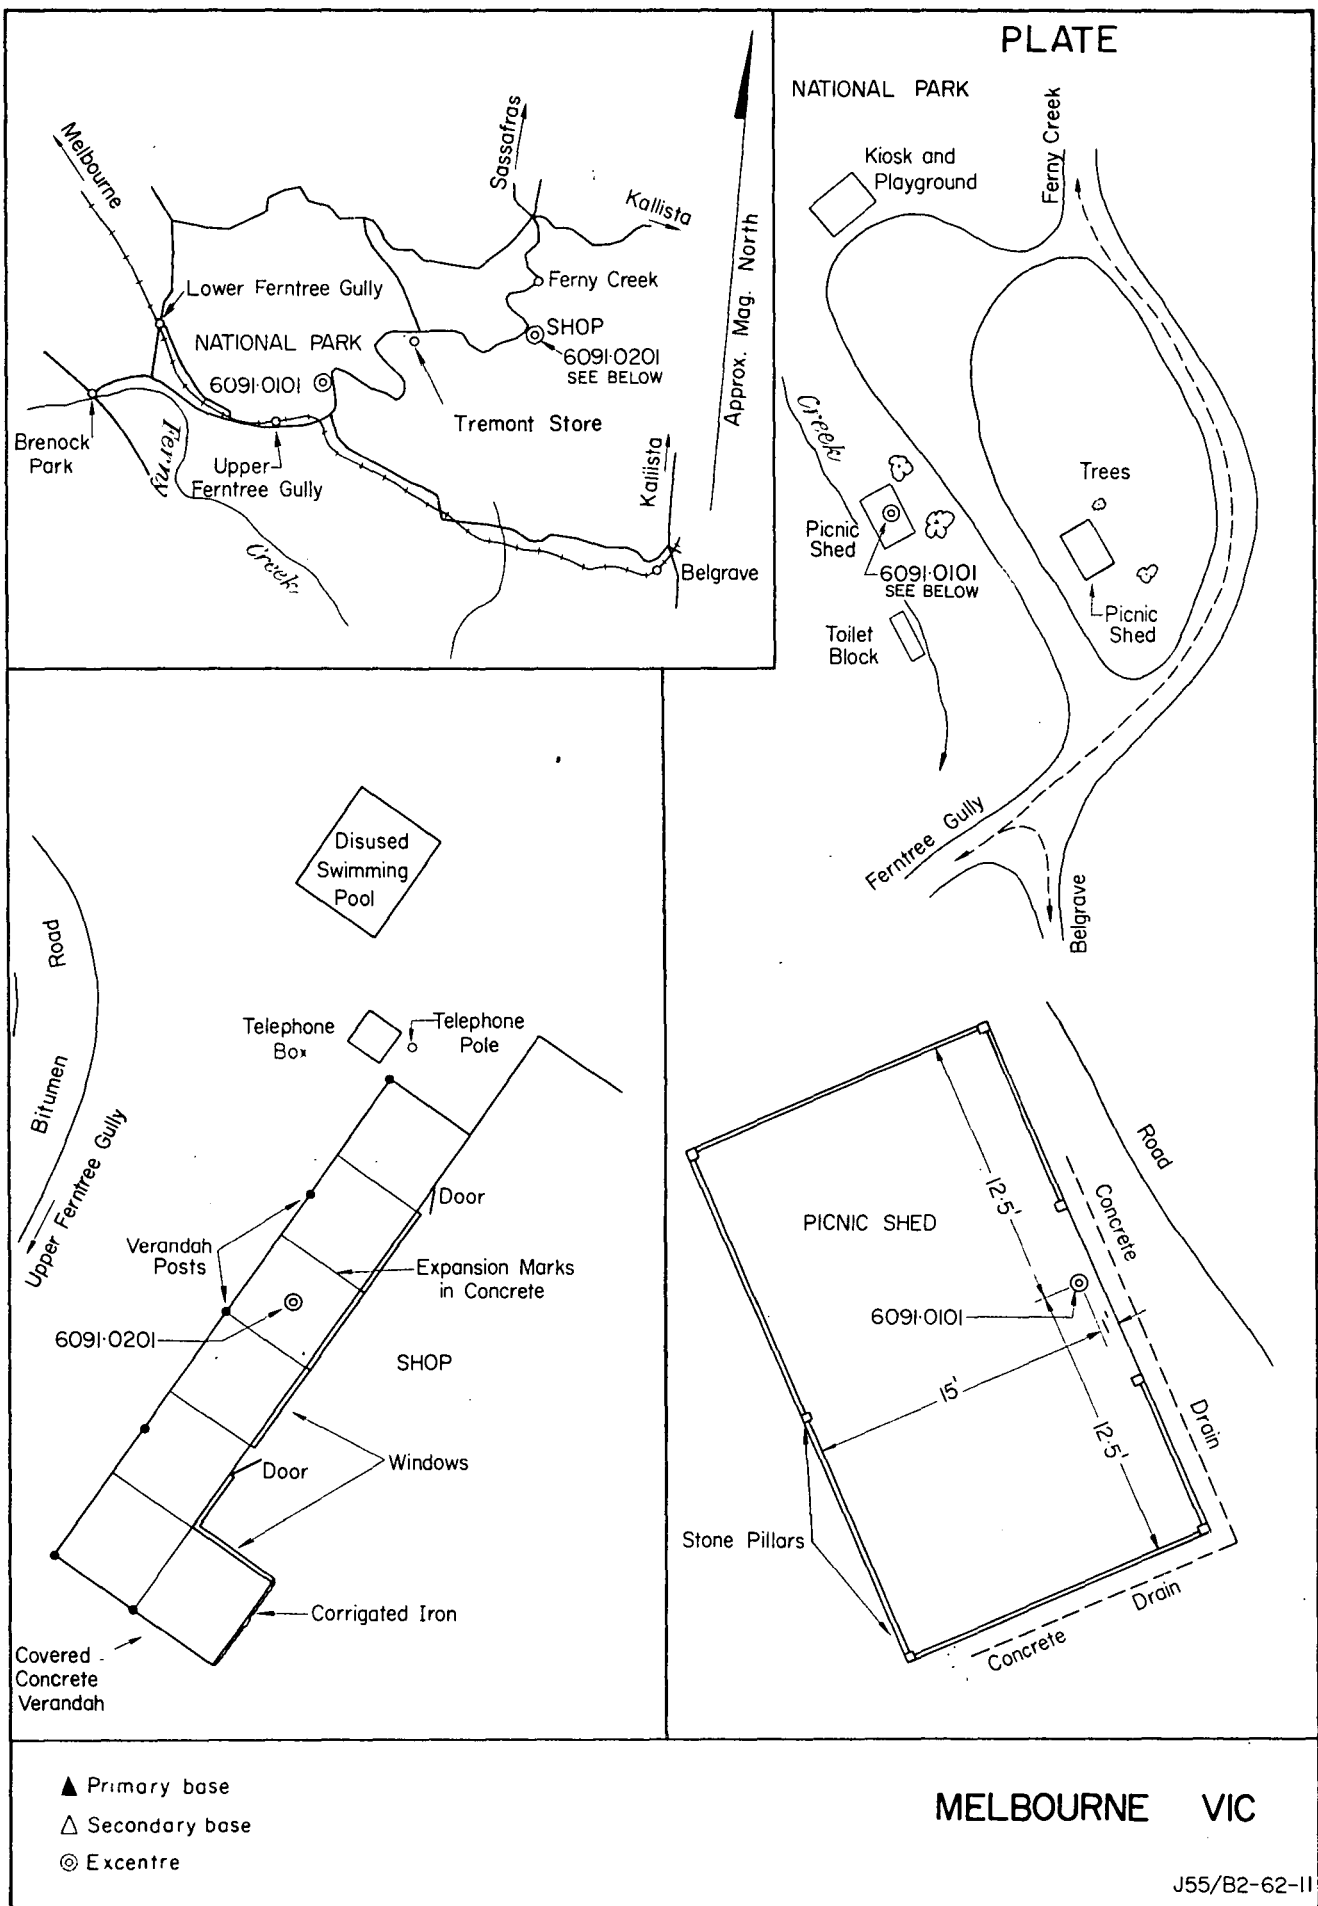 PLATE
Melbourne
Sassafras
Kallista
Lower Ferntree Gully
Ferny Creek
NATIONAL PARK
SHOP
6091·0201
SEE BELOW
6091·0101
Tremont Store
Brenock
Park
Ferny
Creek
Upper
Ferntree Gully
Kallista
Belgrave
Approx. Mag. North
NATIONAL PARK
Kiosk and
Playground
Ferny Creek
Creek
Trees
Picnic
Shed
6091·0101
SEE BELOW
Picnic
Shed
Toilet
Block
Ferntree Gully
Belgrave
Disused
Swimming
Pool
Road
Bitumen
Upper Ferntree Gully
Telephone
Box
Telephone
Pole
Door
Verandah
Posts
Expansion Marks
in Concrete
6091·0201
SHOP
Door
Windows
Corrigated Iron
Covered
Concrete
Verandah
Road
Concrete
Drain
12·5'
PICNIC SHED
6091·0101
1'
15'
12·5'
Stone Pillars
Drain
Concrete
Primary base
Secondary base
Excentre
MELBOURNE VIC
J55/B2-62-11